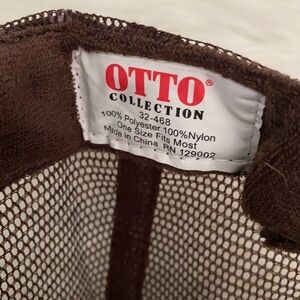 OTTO®
COLLECTION
32-468
100% Polyester 100%Nylon
One Size Fits Most
Made in China RN 129002